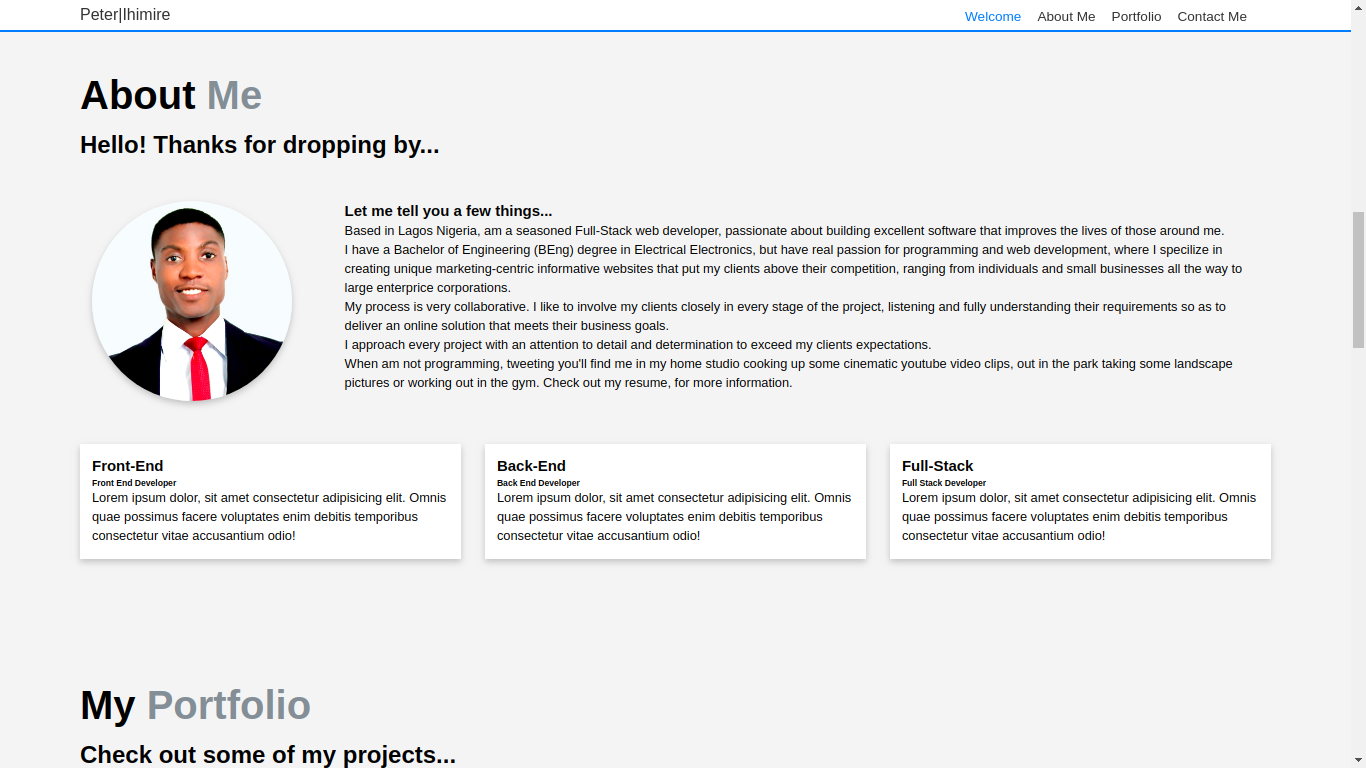 Peter|Ihimire
Welcome About Me Portfolio Contact Me
About Me
Hello! Thanks for dropping by...
Let me tell you a few things...
Based in Lagos Nigeria, am a seasoned Full-Stack web developer, passionate about building excellent software that improves the lives of those around me.
I have a Bachelor of Engineering (BEng) degree in Electrical Electronics, but have real passion for programming and web development, where I specilize in
creating unique marketing-centric informative websites that put my clients above their competition, ranging from individuals and small businesses all the way to
large enterprice corporations.
My process is very collaborative. I like to involve my clients closely in every stage of the project, listening and fully understanding their requirements so as to
deliver an online solution that meets their business goals.
I approach every project with an attention to detail and determination to exceed my clients expectations.
When am not programming, tweeting you'll find me in my home studio cooking up some cinematic youtube video clips, out in the park taking some landscape
pictures or working out in the gym. Check out my resume, for more information.
Front-End
Front End Developer
Lorem ipsum dolor, sit amet consectetur adipisicing elit. Omnis
quae possimus facere voluptates enim debitis temporibus
consectetur vitae accusantium odio!
Back-End
Back End Developer
Lorem ipsum dolor, sit amet consectetur adipisicing elit. Omnis
quae possimus facere voluptates enim debitis temporibus
consectetur vitae accusantium odio!
Full-Stack
Full Stack Developer
Lorem ipsum dolor, sit amet consectetur adipisicing elit. Omnis
quae possimus facere voluptates enim debitis temporibus
consectetur vitae accusantium odio!
My Portfolio
Check out some of my projects...